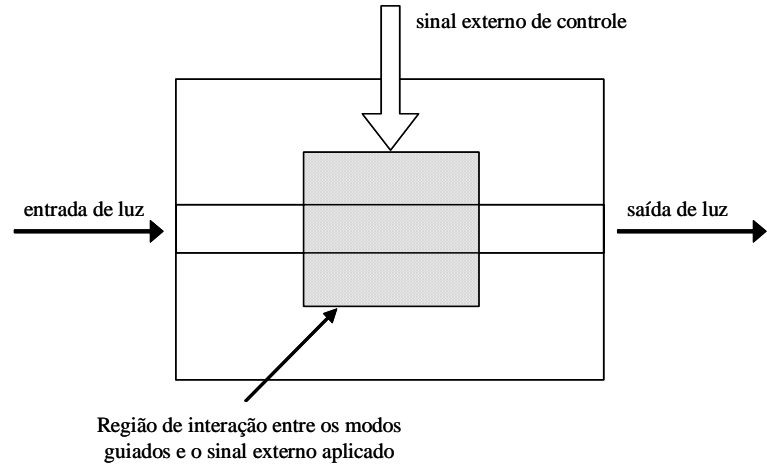 sinal externo de controle
entrada de luz
saída de luz
Região de interação entre os modos
guiados e o sinal externo aplicado